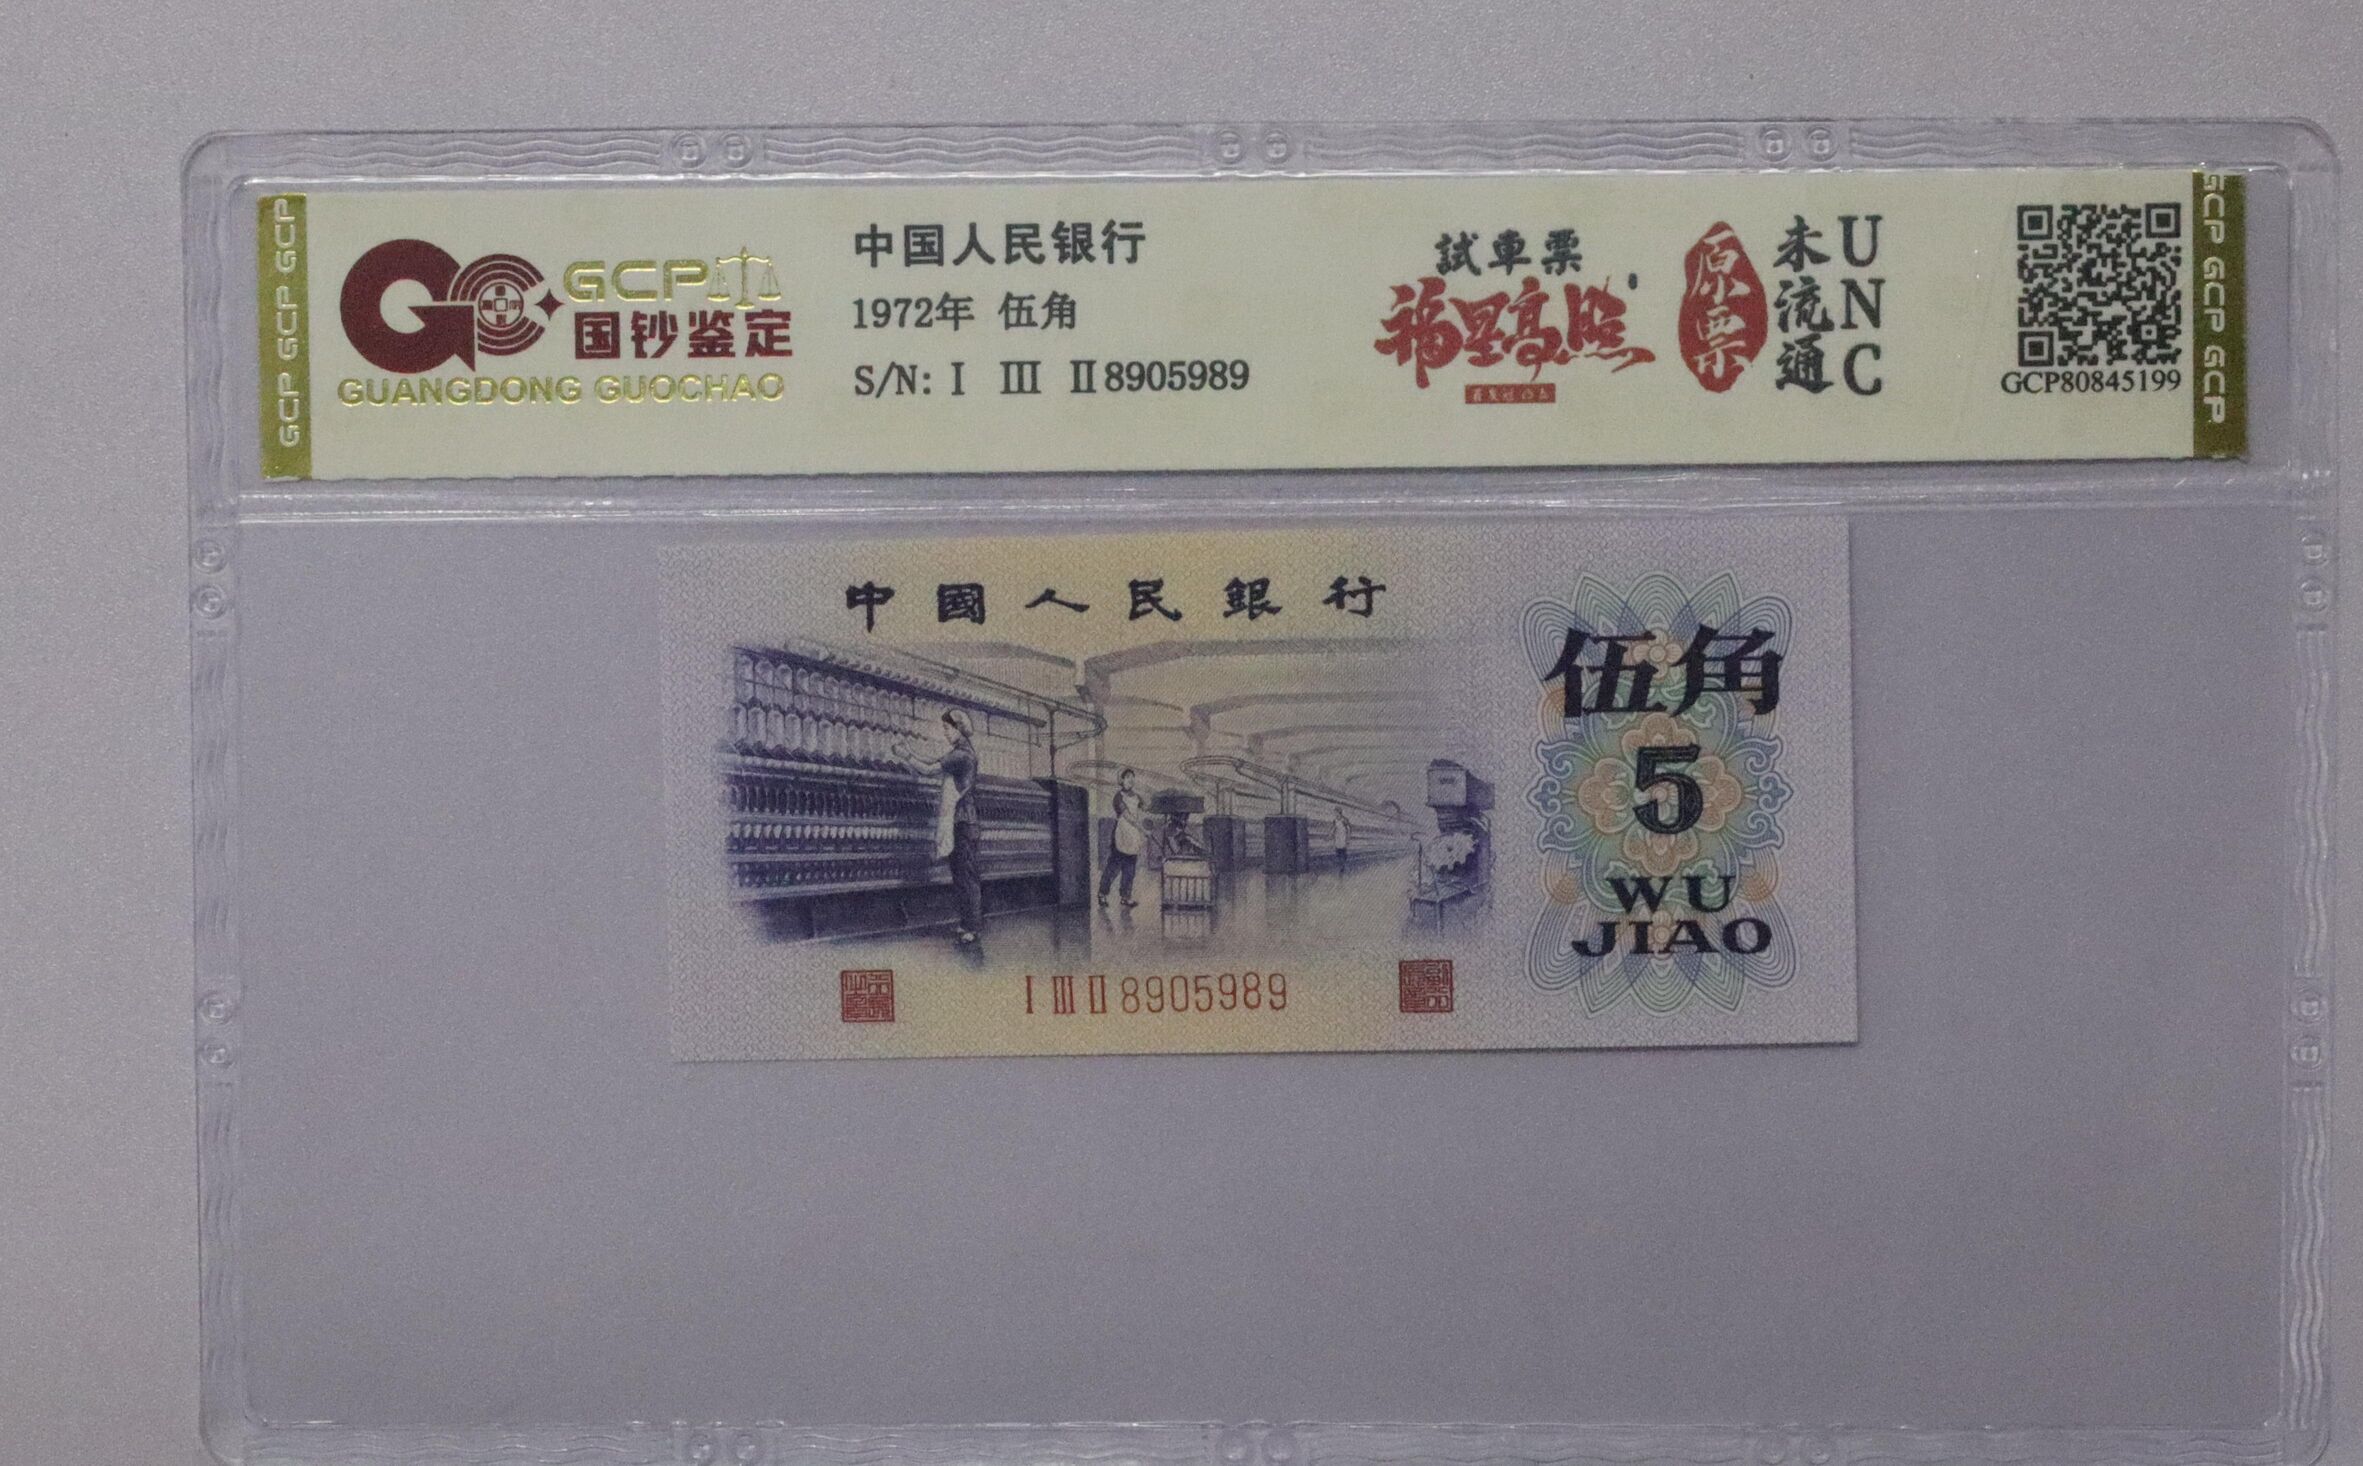 GCP GCP GCP
GCP
国钞鉴定
GUANGDONG GUOCHAO
中国人民银行
1972年 伍角
S/N: I III II8905989
試車票
福星高照
原票
未流通
UNC
GCP80845199
GCP GCP GCP
中國人民銀行
伍角
5
WU
JIAO
I III II 8905989